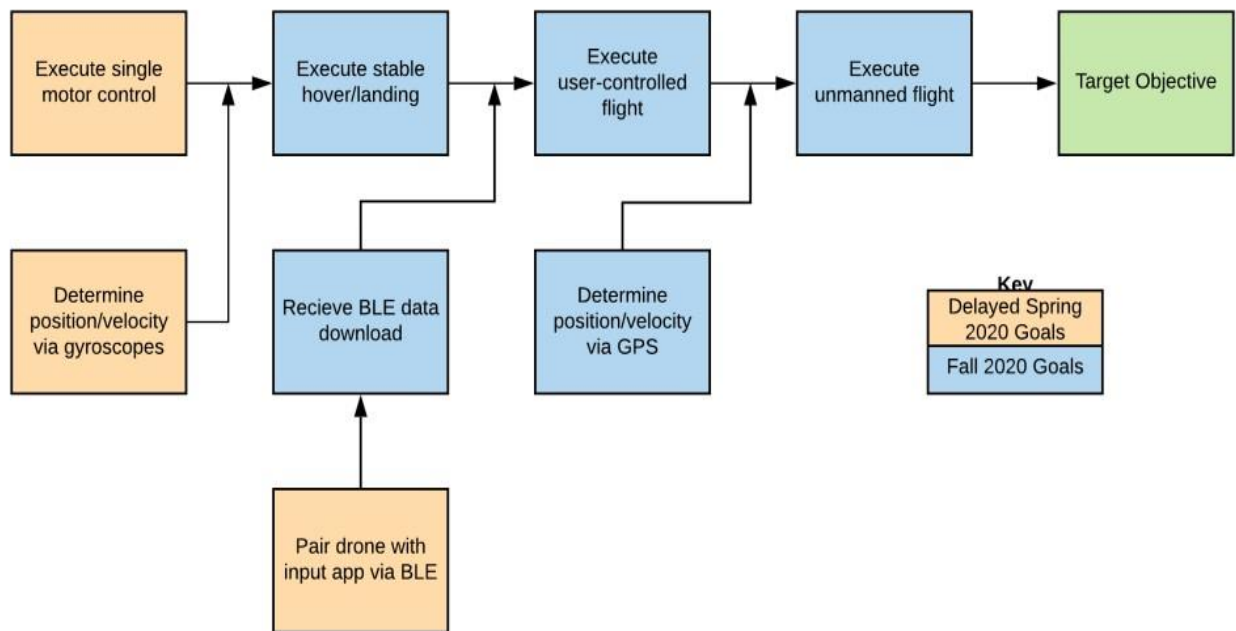 Execute single
motor control
Execute stable
hover/landing
Execute
user-controlled
flight
Execute
unmanned flight
Target Objective
Determine
position/velocity
via gyroscopes
Recieve BLE data
download
Determine
position/velocity
via GPS
Key
Delayed Spring
2020 Goals
Fall 2020 Goals
Pair drone with
input app via BLE